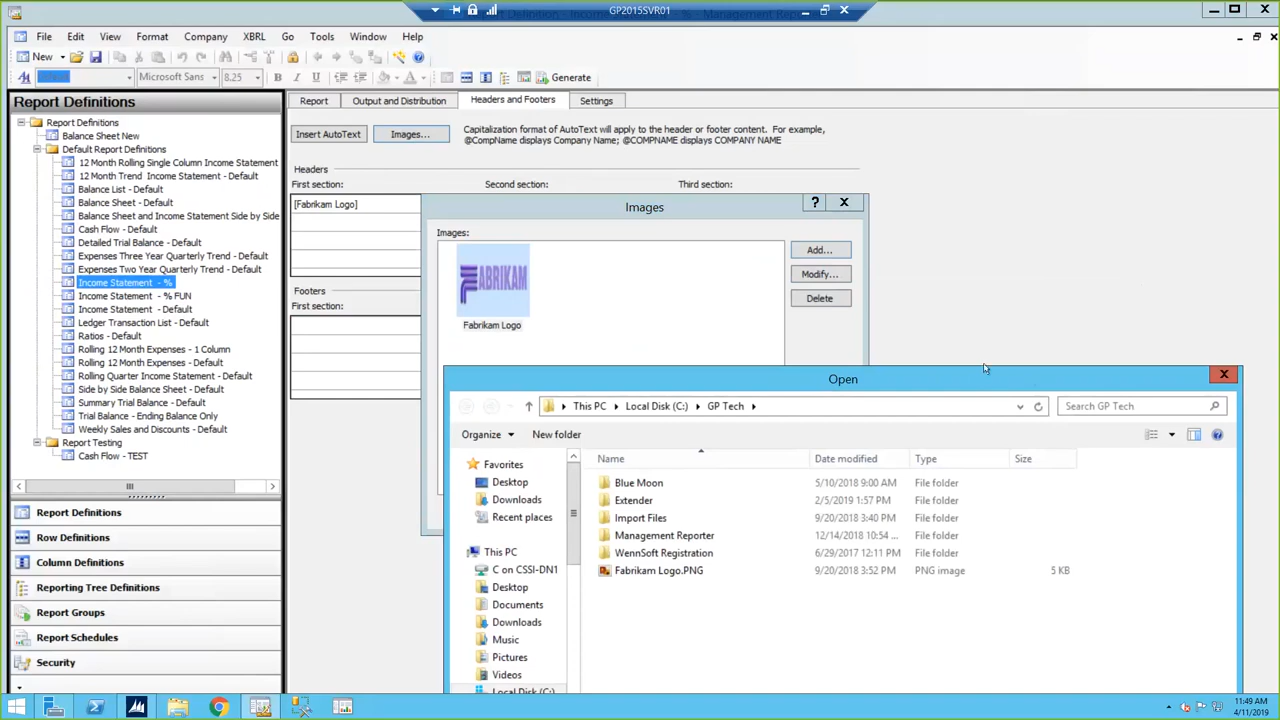 GP2015SVR01
File Edit View Format Company XBRL Go Tools Window Help
New
Microsoft Sans 8.25 B I U Generate
Report Definitions
Report Definitions
Balance Sheet New
Default Report Definitions
12 Month Rolling Single Column Income Statement
12 Month Trend Income Statement - Default
Balance List - Default
Balance Sheet - Default
Balance Sheet and Income Statement Side by Side
Cash Flow - Default
Detailed Trial Balance - Default
Expenses Three Year Quarterly Trend - Default
Expenses Two Year Quarterly Trend - Default
Income Statement - %
Income Statement - % FUN
Income Statement - Default
Ledger Transaction List - Default
Ratios - Default
Rolling 12 Month Expenses - 1 Column
Rolling 12 Month Expenses - Default
Rolling Quarter Income Statement - Default
Side by Side Balance Sheet - Default
Summary Trial Balance - Default
Trial Balance - Ending Balance Only
Weekly Sales and Discounts - Default
Report Testing
Cash Flow - TEST
Report Definitions
Row Definitions
Column Definitions
Reporting Tree Definitions
Report Groups
Report Schedules
Security
Report Output and Distribution Headers and Footers Settings
Insert AutoText Images... Capitalization format of AutoText will apply to the header or footer content. For example,
@CompName displays Company Name; @COMPNAME displays COMPANY NAME
Headers
First section: Second section: Third section:
[Fabrikam Logo]
Footers
First section:
Images
Images:
FABRIKAM
Fabrikam Logo
Add...
Modify...
Delete
Open
This PC Local Disk (C:) GP Tech Search GP Tech
Organize New folder
Favorites
Desktop
Downloads
Recent places
This PC
C on CSSI-DN1
Desktop
Documents
Downloads
Music
Pictures
Videos
Local Disk (C:)
Name Date modified Type Size
Blue Moon 5/10/2018 9:00 AM File folder
Extender 2/5/2019 1:57 PM File folder
Import Files 9/20/2018 3:40 PM File folder
Management Reporter 12/14/2018 10:54 ... File folder
WennSoft Registration 6/29/2017 12:11 PM File folder
Fabrikam Logo.PNG 9/20/2018 3:52 PM PNG image 5 KB
11:49 AM
4/11/2019